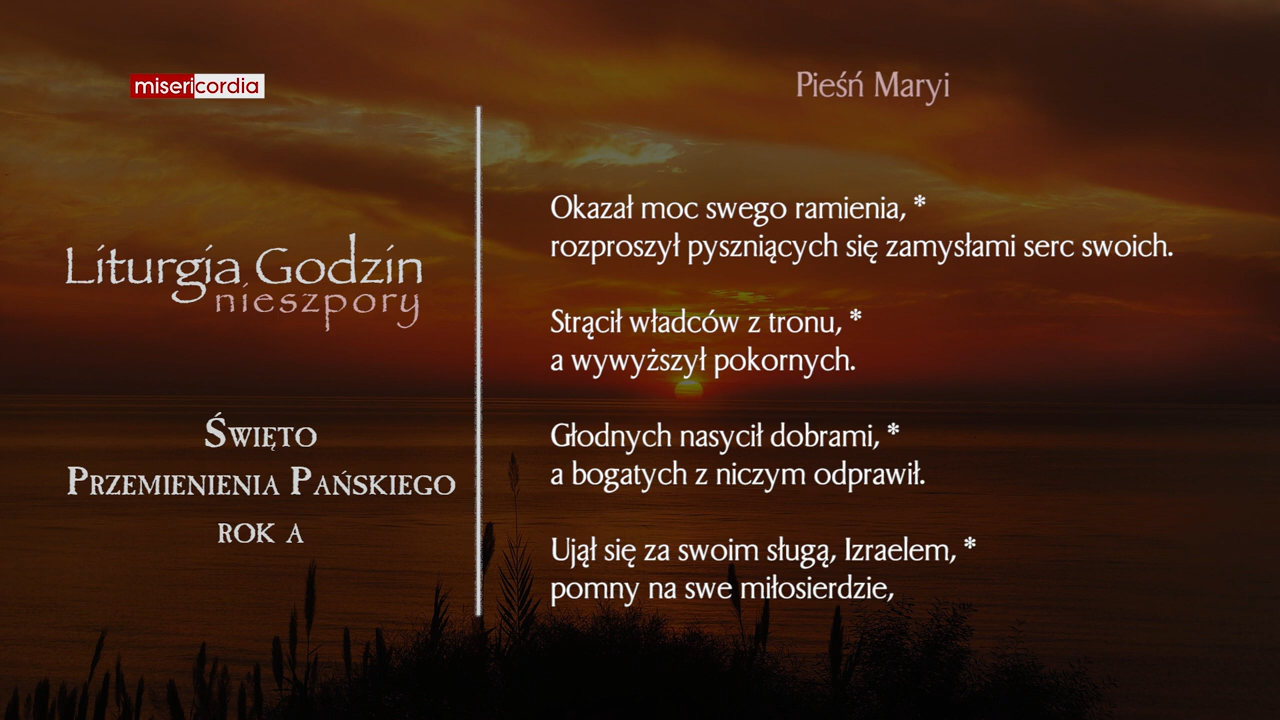 misericordia
Liturgia Godzin
nieszpory
Święto
Przemienienia Pańskiego
rok a
Pieśń Maryi
Okazał moc swego ramienia, *
rozproszył pyszniących się zamysłami serc swoich.
Strącił władców z tronu, *
a wywyższył pokornych.
Głodnych nasycił dobrami, *
a bogatych z niczym odprawił.
Ujął się za swoim sługą, Izraelem, *
pomny na swe miłosierdzie,